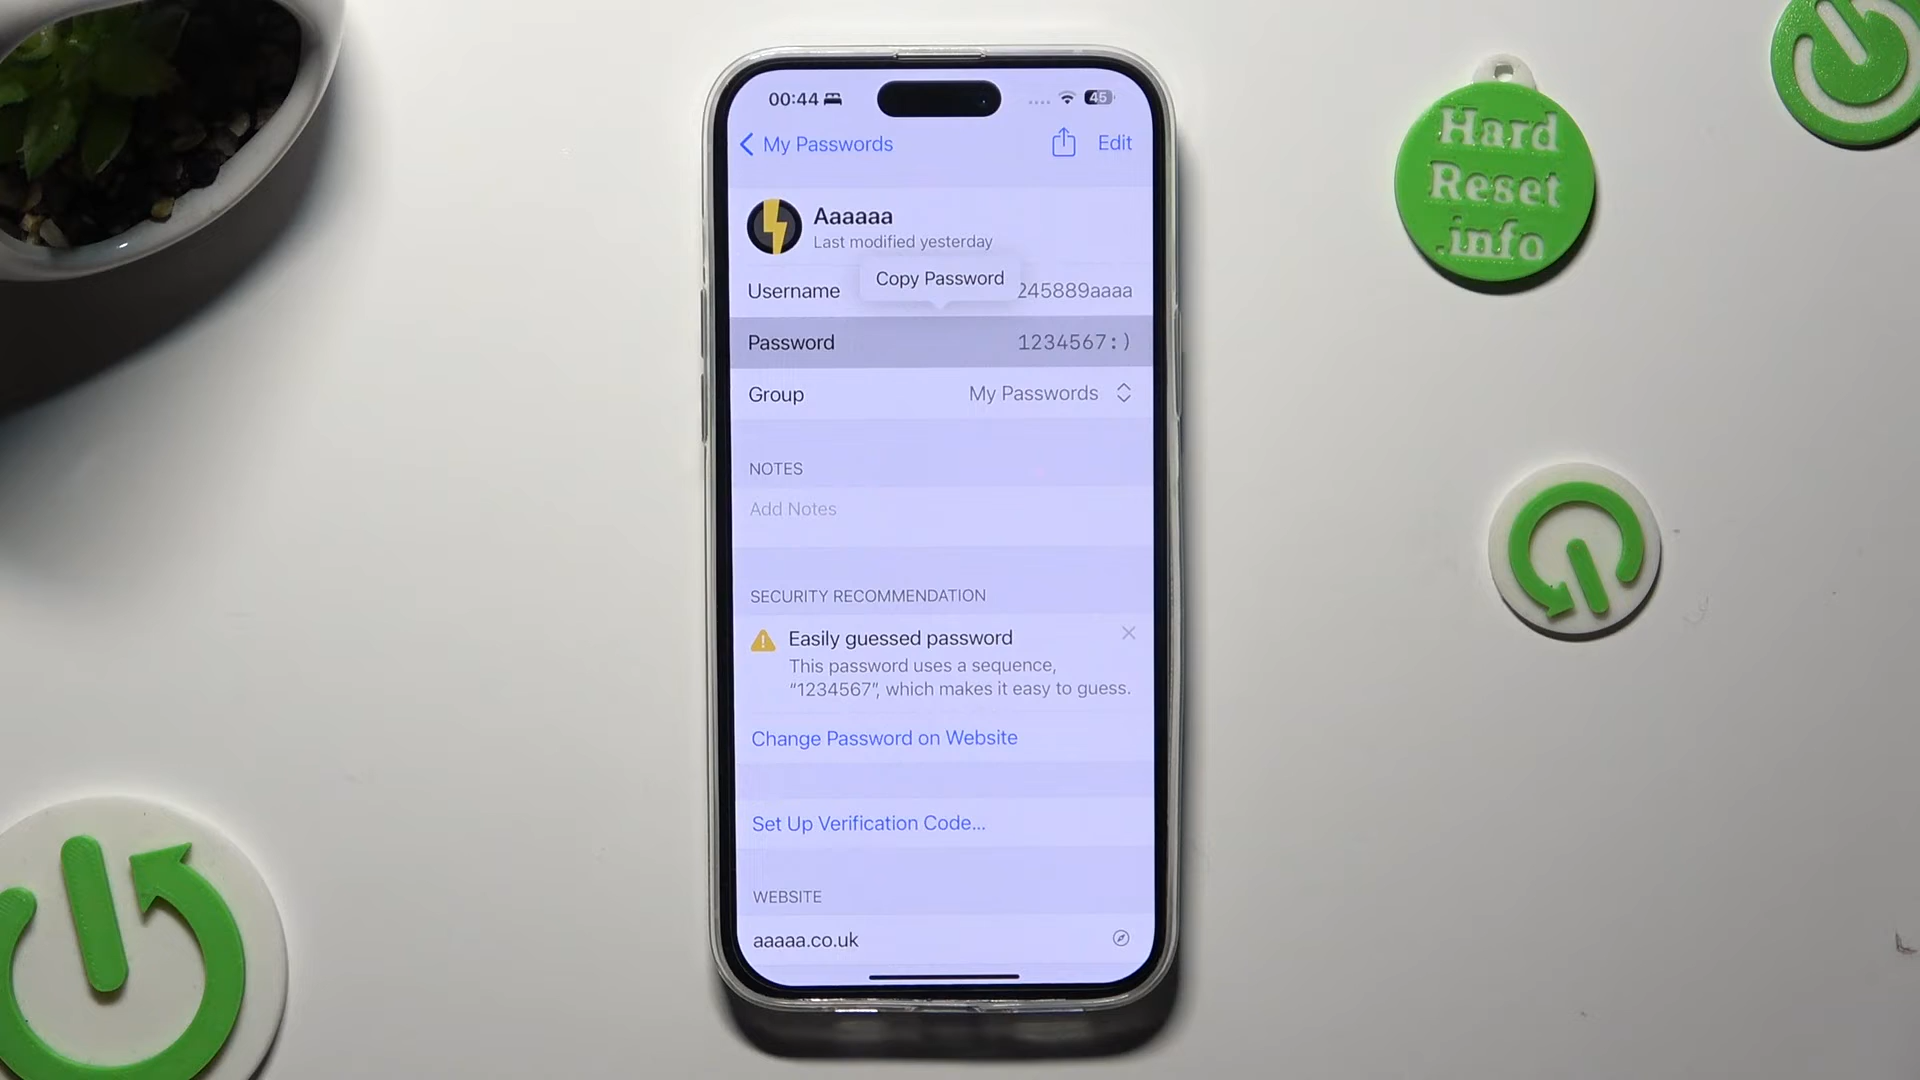 00:44
45
My Passwords
Edit
Aaaaaa
Last modified yesterday
Copy Password
Username 245889aaaa
Password 1234567:)
Group My Passwords
NOTES
Add Notes
SECURITY RECOMMENDATION
Easily guessed password
This password uses a sequence,
“1234567”, which makes it easy to guess.
Change Password on Website
Set Up Verification Code...
WEBSITE
aaaaa.co.uk
Hard
Reset
.info